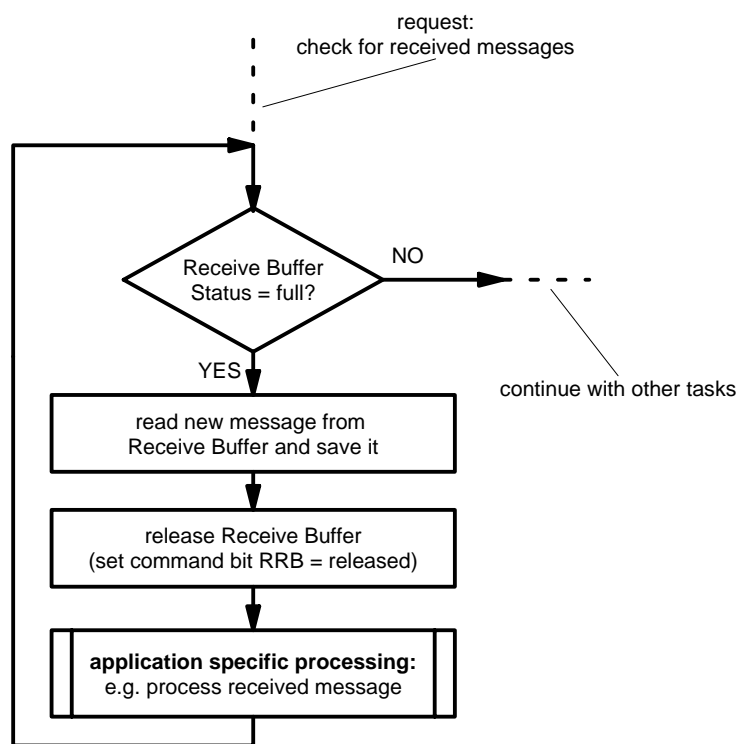 request:
check for received messages
Receive Buffer
Status = full?
NO
YES
continue with other tasks
read new message from
Receive Buffer and save it
release Receive Buffer
(set command bit RRB = released)
application specific processing:
e.g. process received message